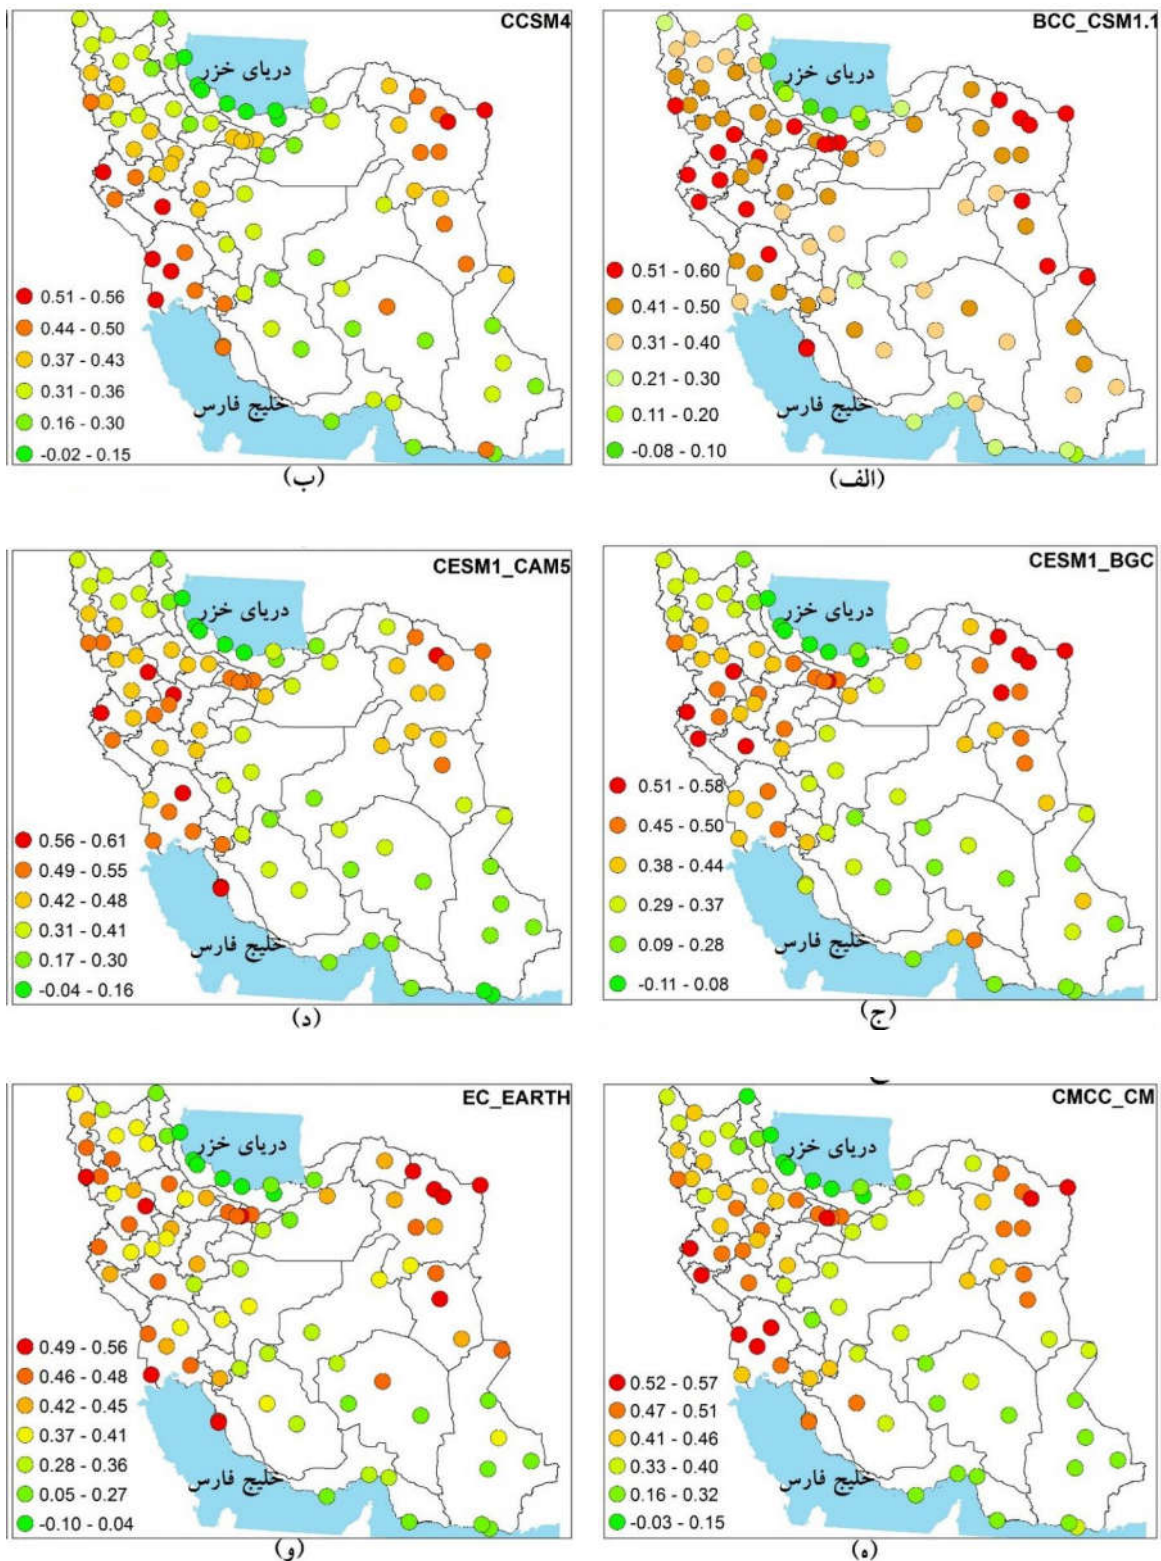 BCC_CSM1.1
دریای خزر
0.51 - 0.60
0.41 - 0.50
0.31 - 0.40
0.21 - 0.30
0.11 - 0.20
-0.08 - 0.10
خلیج فارس
(الف)
CCSM4
دریای خزر
0.51 - 0.56
0.44 - 0.50
0.37 - 0.43
0.31 - 0.36
0.16 - 0.30
-0.02 - 0.15
خلیج فارس
(ب)
CESM1_BGC
دریای خزر
0.51 - 0.58
0.45 - 0.50
0.38 - 0.44
0.29 - 0.37
0.09 - 0.28
-0.11 - 0.08
خلیج فارس
(ج)
CESM1_CAM5
دریای خزر
0.56 - 0.61
0.49 - 0.55
0.42 - 0.48
0.31 - 0.41
0.17 - 0.30
-0.04 - 0.16
خلیج فارس
(د)
CMCC_CM
دریای خزر
0.52 - 0.57
0.47 - 0.51
0.41 - 0.46
0.33 - 0.40
0.16 - 0.32
-0.03 - 0.15
خلیج فارس
(ه)
EC_EARTH
دریای خزر
0.49 - 0.56
0.46 - 0.48
0.42 - 0.45
0.37 - 0.41
0.28 - 0.36
0.05 - 0.27
-0.10 - 0.04
خلیج فارس
(و)